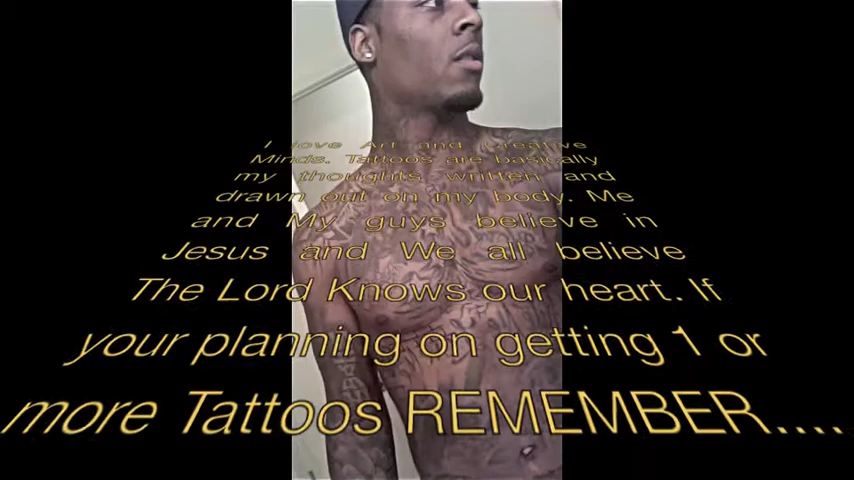 I love Art and Creative
Minds. Tattoos are basically
my thoughts written and
drawn out on my body. Me
and My guys believe in
Jesus and We all believe
The Lord Knows our heart. If
your planning on getting 1 or
more Tattoos REMEMBER....